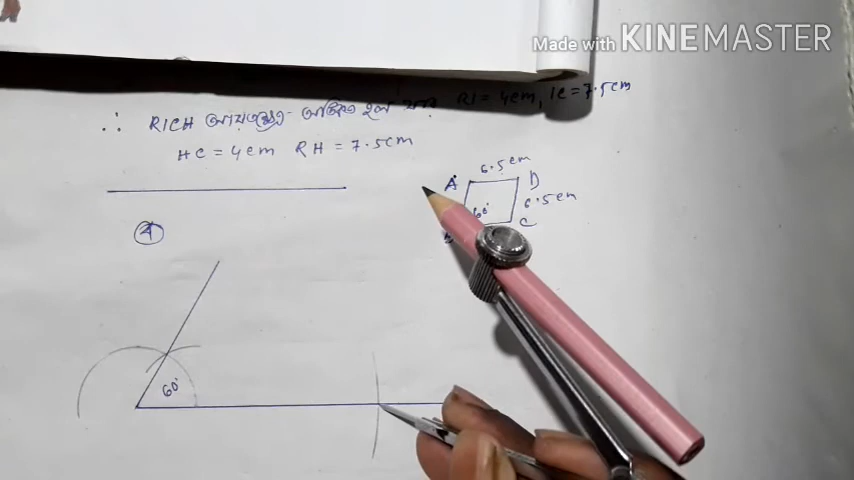 Made with KINEMASTER
∴ RICH আয়তক্ষেত্র অঙ্কিত হল যার RI = 4cm, IC = 7.5cm
HC = 4cm RH = 7.5cm
6.5cm
A D
60° 6.5cm
B C
4
60°